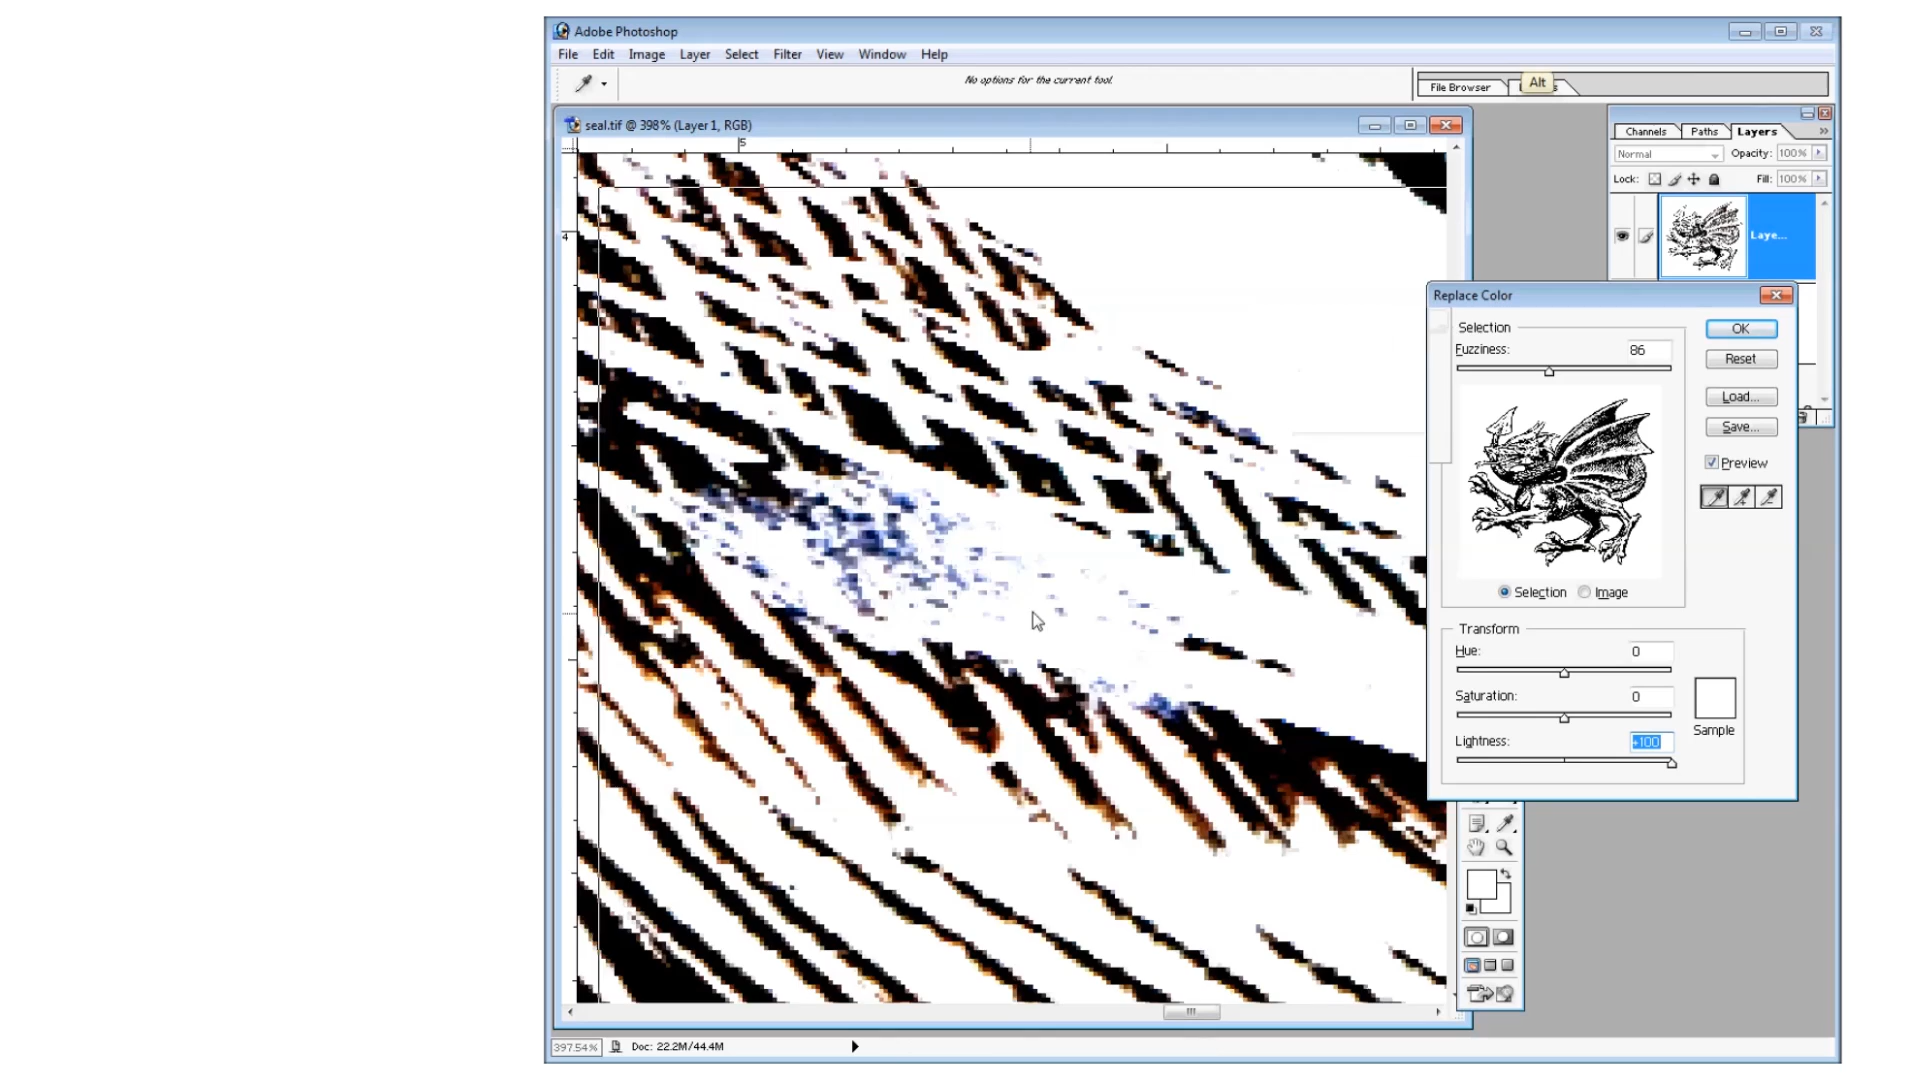 Adobe Photoshop
File Edit Image Layer Select Filter View Window Help
No options for the current tool.
File Browser
Alt
seal.tif @ 398% (Layer 1, RGB)
5
4
Channels Paths Layers
Normal Opacity: 100%
Lock: Fill: 100%
Laye...
Replace Color
Selection
Fuzziness: 86
OK
Reset
Load...
Save...
Preview
Selection Image
Transform
Hue: 0
Saturation: 0
Lightness: +100
Sample
397.54% Doc: 22.2M/44.4M